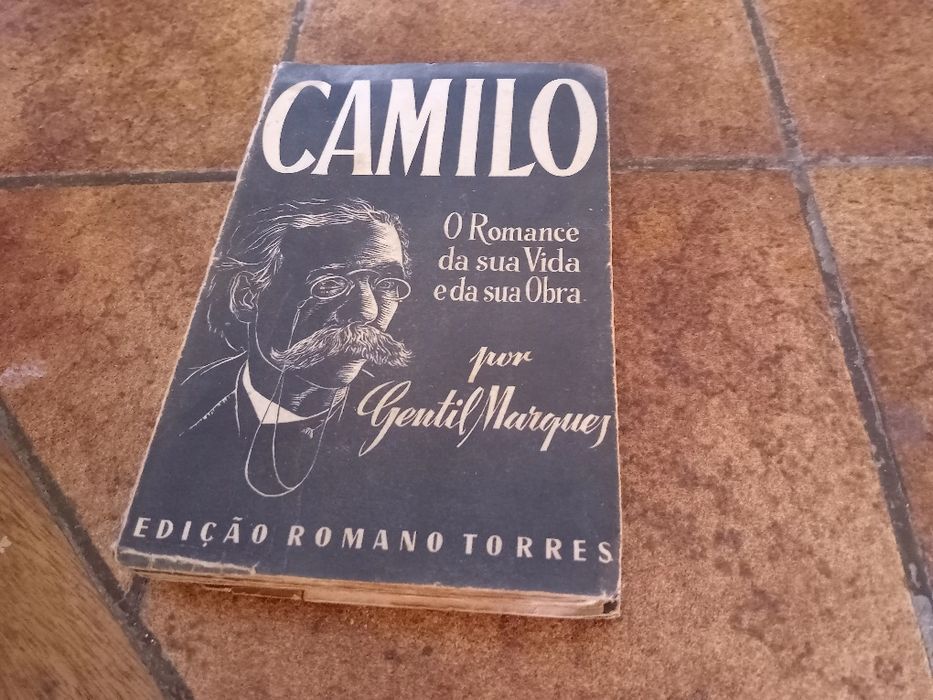 CAMILO
O Romance
da sua Vida
e da sua Obra
por
Gentil Marques
EDIÇÃO ROMANO TORRES